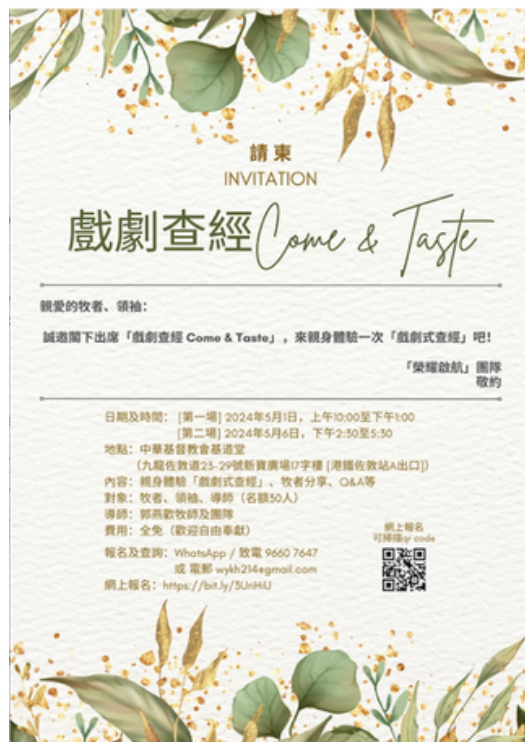 請柬
INVITATION
戲劇查經 Come & Taste
親愛的牧者、領袖：
誠邀閣下出席「戲劇查經 Come & Taste」，來親身體驗一次「戲劇式查經」吧！
「榮耀啟航」團隊
敬約
日期及時間： [第一場] 2024年5月1日，上午10:00至下午1:00
[第二場] 2024年5月6日，下午2:30至5:30
地點：中華基督教會基道堂
（九龍佐敦道23-29號新寶廣場17字樓 [港鐵佐敦站A出口]）
內容：親身體驗「戲劇式查經」、牧者分享、Q&A等
對象：牧者、領袖、導師（名額30人）
導師：郭燕歡牧師及團隊
費用：全免（歡迎自由奉獻）
網上報名
可掃描qr code
報名及查詢：WhatsApp / 致電 9660 7647
或 電郵 wykh214@gmail.com
網上報名：https://bit.ly/3UriHiU